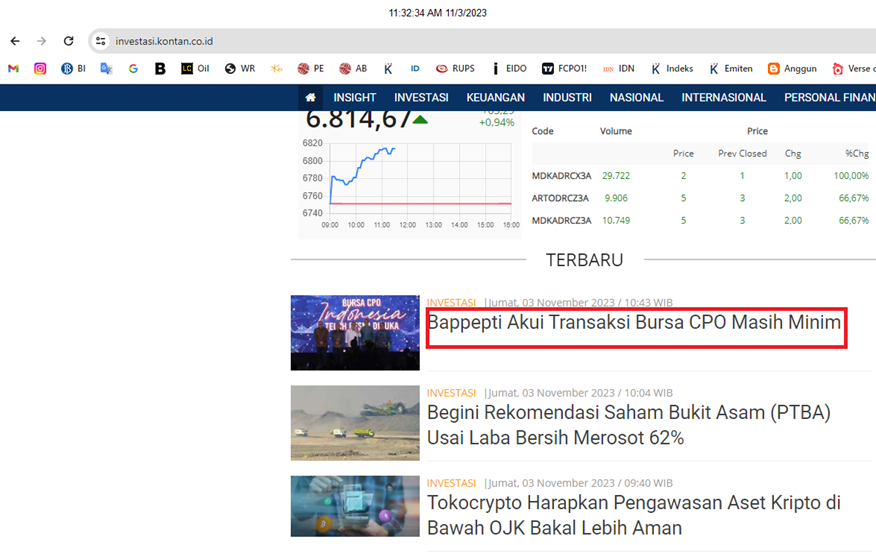 11:32:34 AM 11/3/2023
investasi.kontan.co.id
BI G B LC Oil WR PE AB K ID RUPS i EIDO 17 FCPO1! IDN IDN K Indeks K Emiten Anggun Verse
INSIGHT INVESTASI KEUANGAN INDUSTRI NASIONAL INTERNASIONAL PERSONAL FINAN
6.814,67
+0,94%
6820
6800
6780
6760
6740
09:00 10:00 11:00 12:00 13:00 14:00 15:00 16:00
Code Volume Price
Price Prev Closed Chg %Chg
MDKADRCX3A 29.722 2 1 1,00 100,00%
ARTODRCZ3A 9.906 5 3 2,00 66,67%
MDKADRCZ3A 10.749 5 3 2,00 66,67%
TERBARU
BURSA CPO
Indonesia
INVESTASI |Jumat, 03 November 2023 / 10:43 WIB
Bappepti Akui Transaksi Bursa CPO Masih Minim
INVESTASI |Jumat, 03 November 2023 / 10:04 WIB
Begini Rekomendasi Saham Bukit Asam (PTBA)
Usai Laba Bersih Merosot 62%
INVESTASI |Jumat, 03 November 2023 / 09:40 WIB
Tokocrypto Harapkan Pengawasan Aset Kripto di
Bawah OJK Bakal Lebih Aman